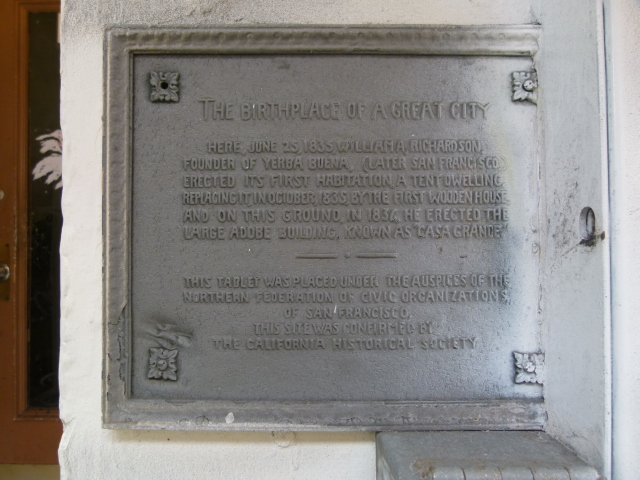 THE BIRTHPLACE OF A GREAT CITY
HERE, JUNE 25, 1835, WILLIAM A. RICHARDSON,
FOUNDER OF YERBA BUENA, (LATER SAN FRANCISCO)
ERECTED ITS FIRST HABITATION, A TENT DWELLING,
REPLACING IT, IN OCTOBER, 1835, BY THE FIRST WOODEN HOUSE,
AND ON THIS GROUND, IN 1837, HE ERECTED THE
LARGE ADOBE BUILDING, KNOWN AS "CASA GRANDE"
THIS TABLET WAS PLACED UNDER THE AUSPICES OF THE
NORTHERN FEDERATION OF CIVIC ORGANIZATIONS,
OF SAN FRANCISCO.
THIS SITE WAS CONFIRMED BY
THE CALIFORNIA HISTORICAL SOCIETY